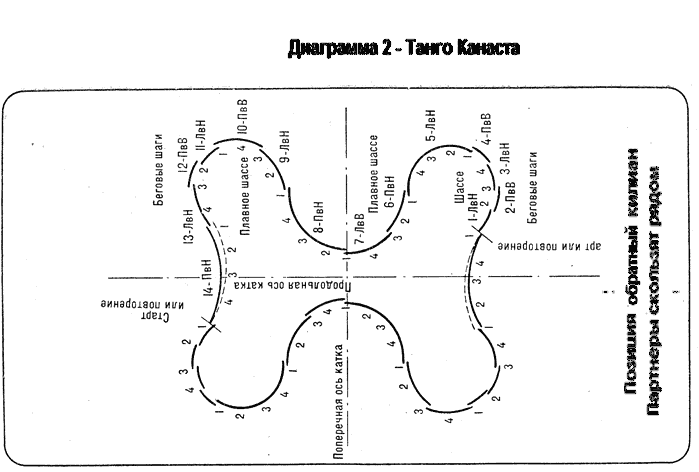 Диаграмма 2 - Танго Канаста
Беговые шаги
12-ПвВ
11-ЛвН
10-ПвВ
9-ЛвН
Плавное шассе
13-ЛвН
14-ПвН
8-ПвН
7-ЛвВ
Плавное шассе
6-ПвН
5-ЛвН
4-ПвВ
3-ЛвН
2-ПвВ
1-ЛвН
Шассе
Беговые шаги
Старт
или повторение
арт или повторение
Продольная ось катка
Поперечная ось катка
Позиция обратный килиан
Партнеры скользят рядом